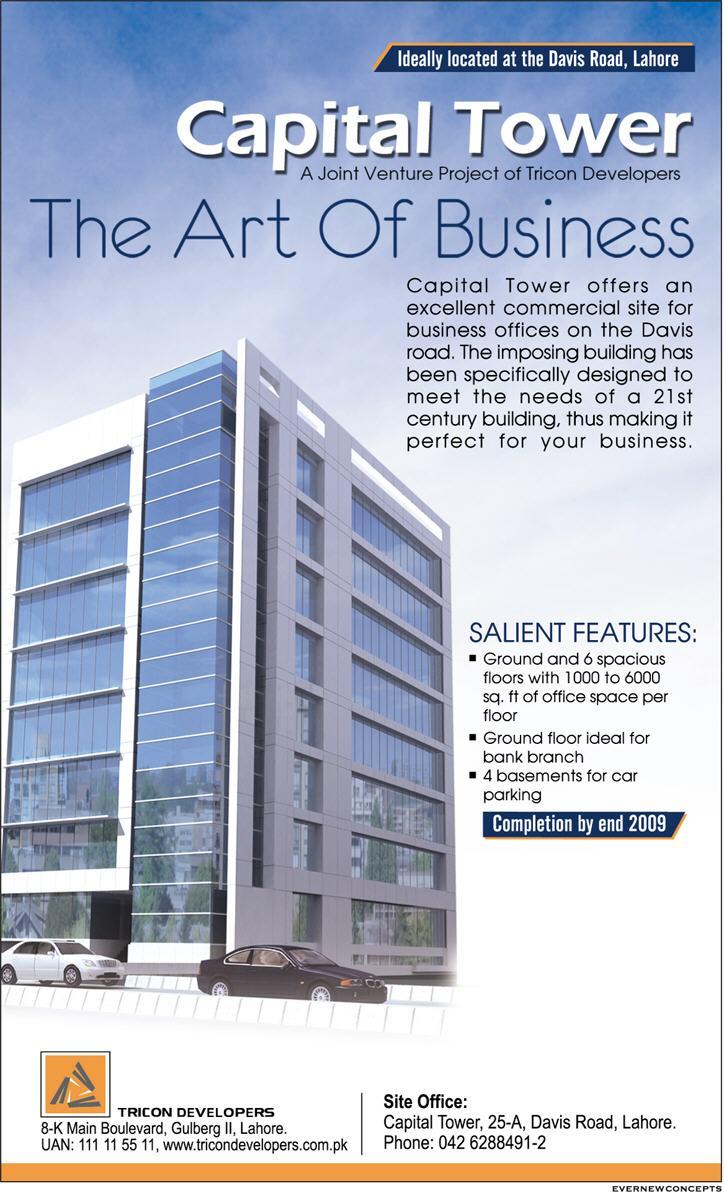 Ideally located at the Davis Road, Lahore
Capital Tower
A Joint Venture Project of Tricon Developers
The Art Of Business
Capital Tower offers an
excellent commercial site for
business offices on the Davis
road. The imposing building has
been specifically designed to
meet the needs of a 21st
century building, thus making it
perfect for your business.
SALIENT FEATURES:
▪ Ground and 6 spacious
floors with 1000 to 6000
sq. ft of office space per
floor
▪ Ground floor ideal for
bank branch
▪ 4 basements for car
parking
Completion by end 2009
TRICON DEVELOPERS
8-K Main Boulevard, Gulberg II, Lahore.
UAN: 111 11 55 11, www.tricondevelopers.com.pk
Site Office:
Capital Tower, 25-A, Davis Road, Lahore.
Phone: 042 6288491-2
EVERNEWCONCEPTS